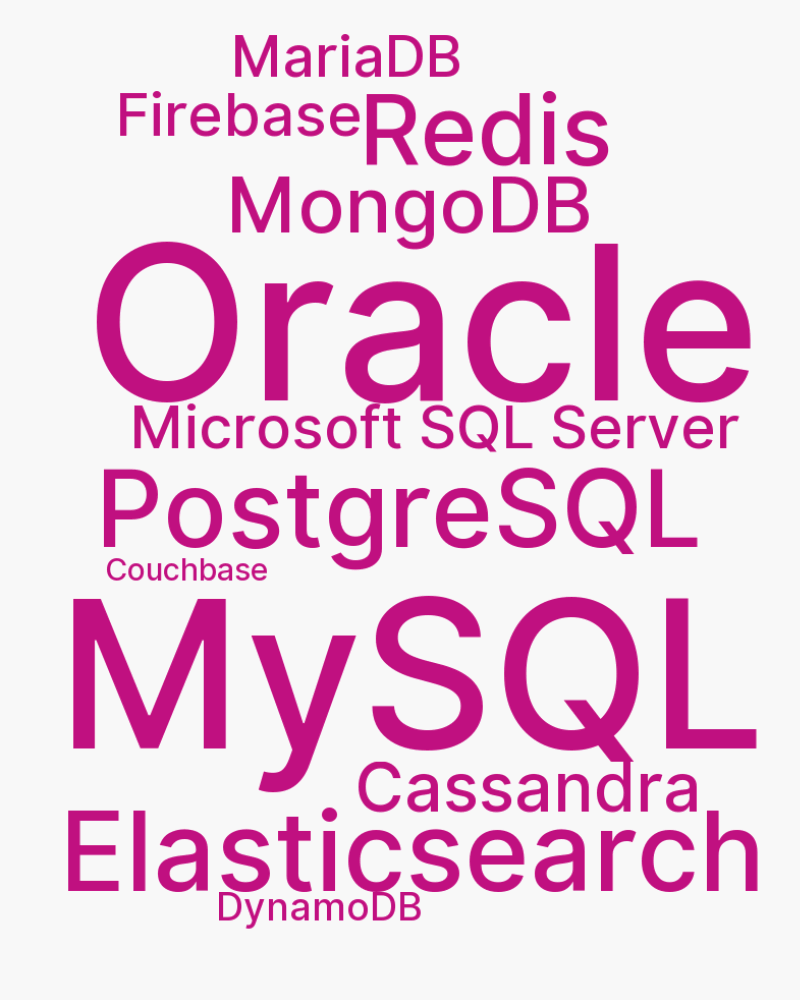 MariaDB
Firebase
Redis
MongoDB
Oracle
Microsoft SQL Server
PostgreSQL
Couchbase
MySQL
Cassandra
Elasticsearch
DynamoDB